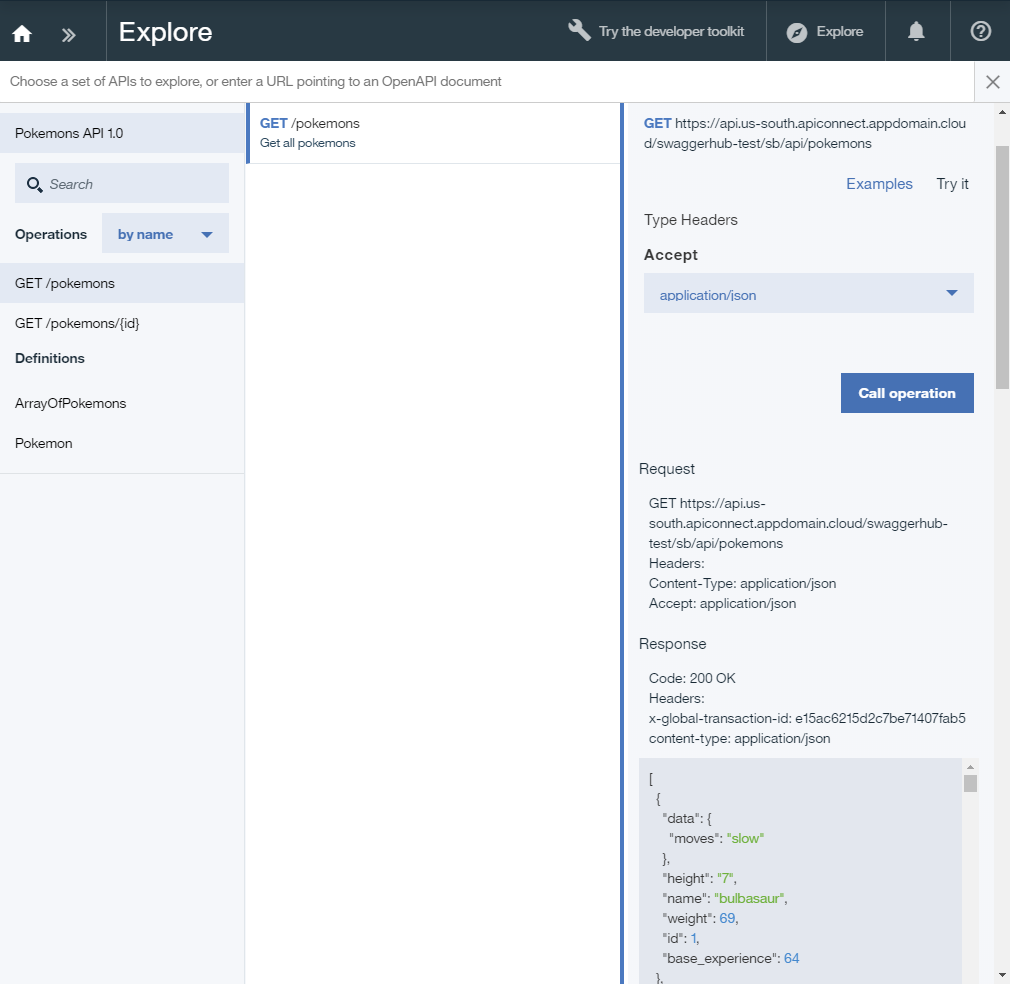 Explore
Try the developer toolkit
Explore
Choose a set of APIs to explore, or enter a URL pointing to an OpenAPI document
Pokemons API 1.0
Search
Operations
by name
GET /pokemons
GET /pokemons/{id}
Definitions
ArrayOfPokemons
Pokemon
GET /pokemons
Get all pokemons
GET https://api.us-south.apiconnect.appdomain.clou
d/swaggerhub-test/sb/api/pokemons
Examples
Try it
Type Headers
Accept
application/json
Call operation
Request
GET https://api.us-
south.apiconnect.appdomain.cloud/swaggerhub-
test/sb/api/pokemons
Headers:
Content-Type: application/json
Accept: application/json
Response
Code: 200 OK
Headers:
x-global-transaction-id: e15ac6215d2c7be71407fab5
content-type: application/json
[
{
"data": {
"moves": "slow"
},
"height": "7",
"name": "bulbasaur",
"weight": 69,
"id": 1,
"base_experience": 64
},